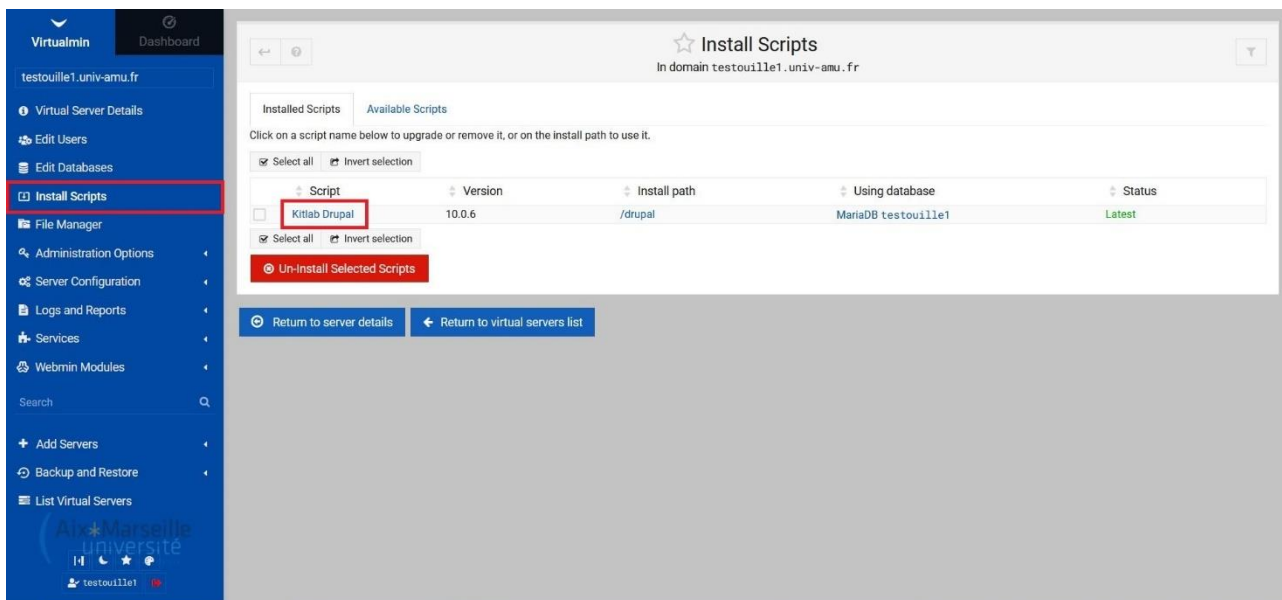 Virtualmin
Dashboard
testouille1.univ-amu.fr
Virtual Server Details
Edit Users
Edit Databases
Install Scripts
File Manager
Administration Options
Server Configuration
Logs and Reports
Services
Webmin Modules
Search
Add Servers
Backup and Restore
List Virtual Servers
Aix*Marseille
université
testouille1
Install Scripts
In domain testouille1.univ-amu.fr
Installed Scripts Available Scripts
Click on a script name below to upgrade or remove it, or on the install path to use it.
Select all Invert selection
Script Version Install path Using database Status
Kitlab Drupal 10.0.6 /drupal MariaDB testouille1 Latest
Select all Invert selection
Un-Install Selected Scripts
Return to server details Return to virtual servers list